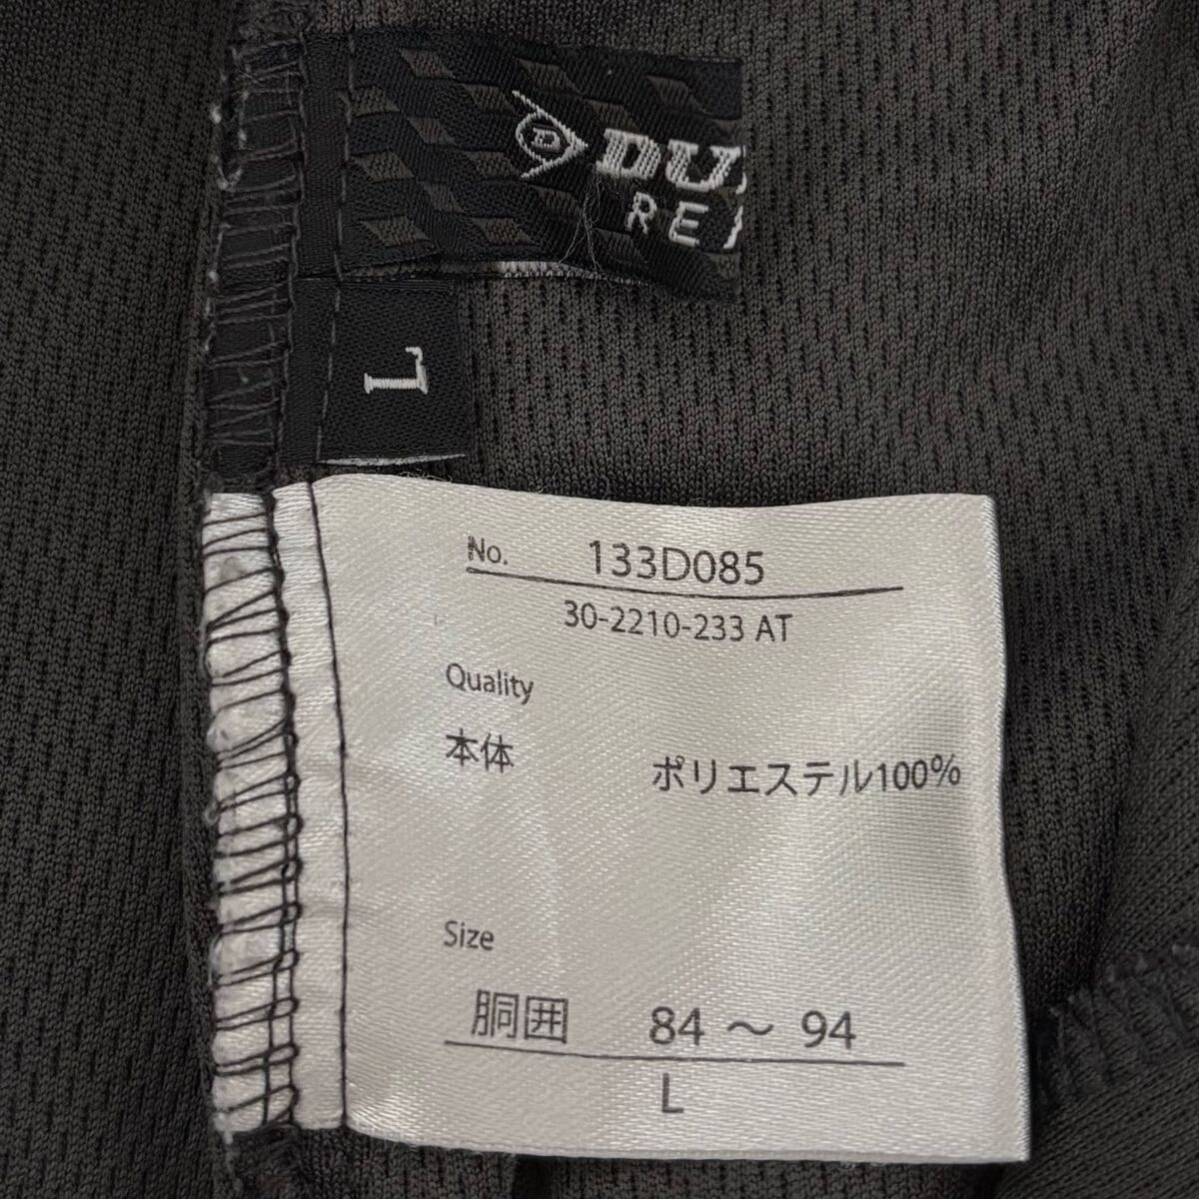 D
DU
RE
L
No. 133D085
30-2210-233 AT
Quality
本体 ポリエステル100%
Size
胴囲 84 ～ 94
L